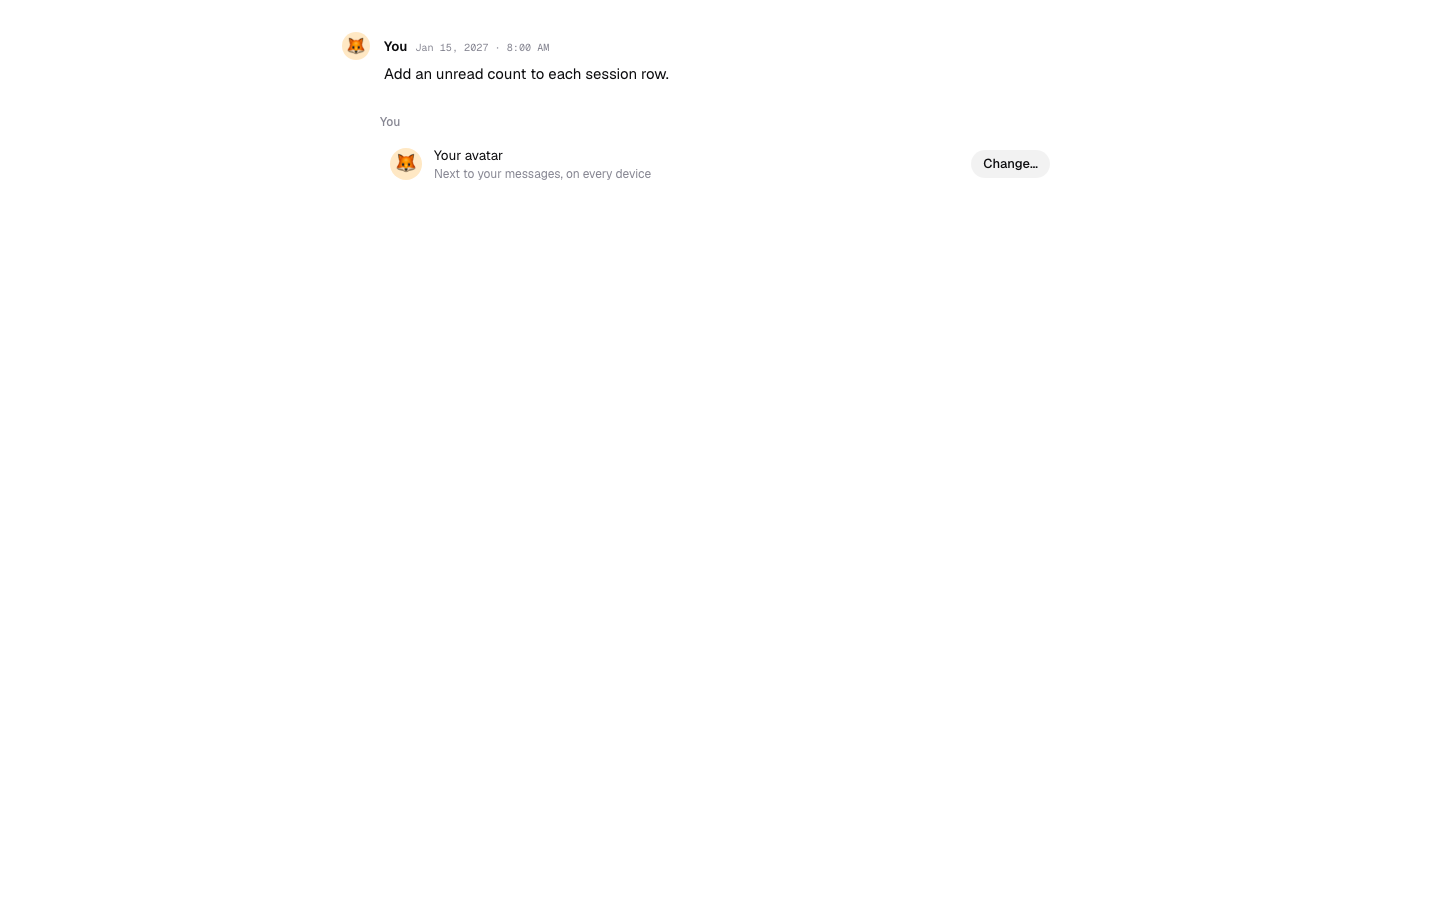 You Jan 15, 2027 · 8:00 AM
Add an unread count to each session row.
You
Your avatar
Next to your messages, on every device
Change…